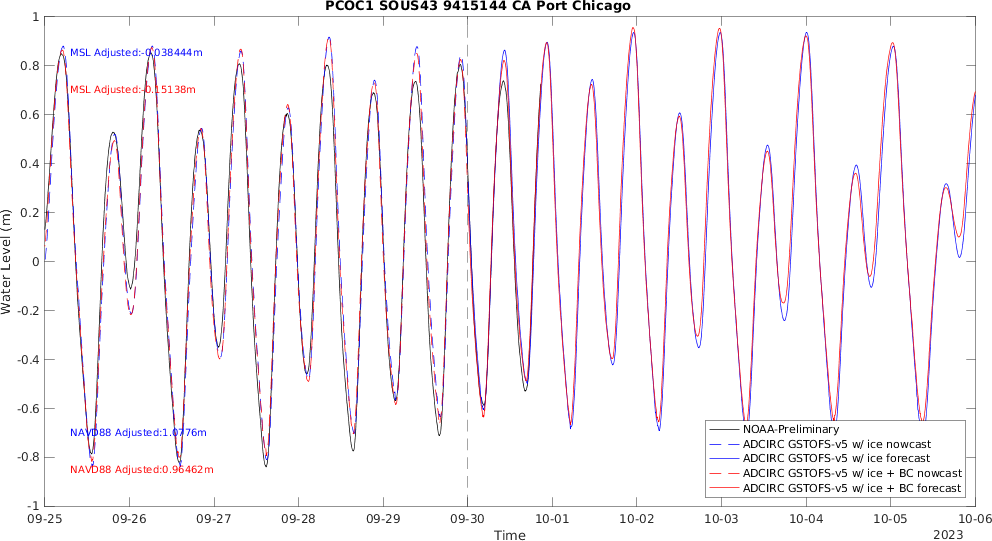 PCOC1 SOUS43 9415144 CA Port Chicago
1
0.8
0.6
0.4
0.2
0
-0.2
-0.4
-0.6
-0.8
-1
Water Level (m)
MSL Adjusted:-0.038444m
MSL Adjusted:-0.15138m
NAVD88 Adjusted:1.0776m
NAVD88 Adjusted:0.96462m
NOAA-Preliminary
ADCIRC GSTOFS-v5 w/ ice nowcast
ADCIRC GSTOFS-v5 w/ ice forecast
ADCIRC GSTOFS-v5 w/ ice + BC nowcast
ADCIRC GSTOFS-v5 w/ ice + BC forecast
09-25 09-26 09-27 09-28 09-29 09-30 10-01 10-02 10-03 10-04 10-05 10-06
Time
2023